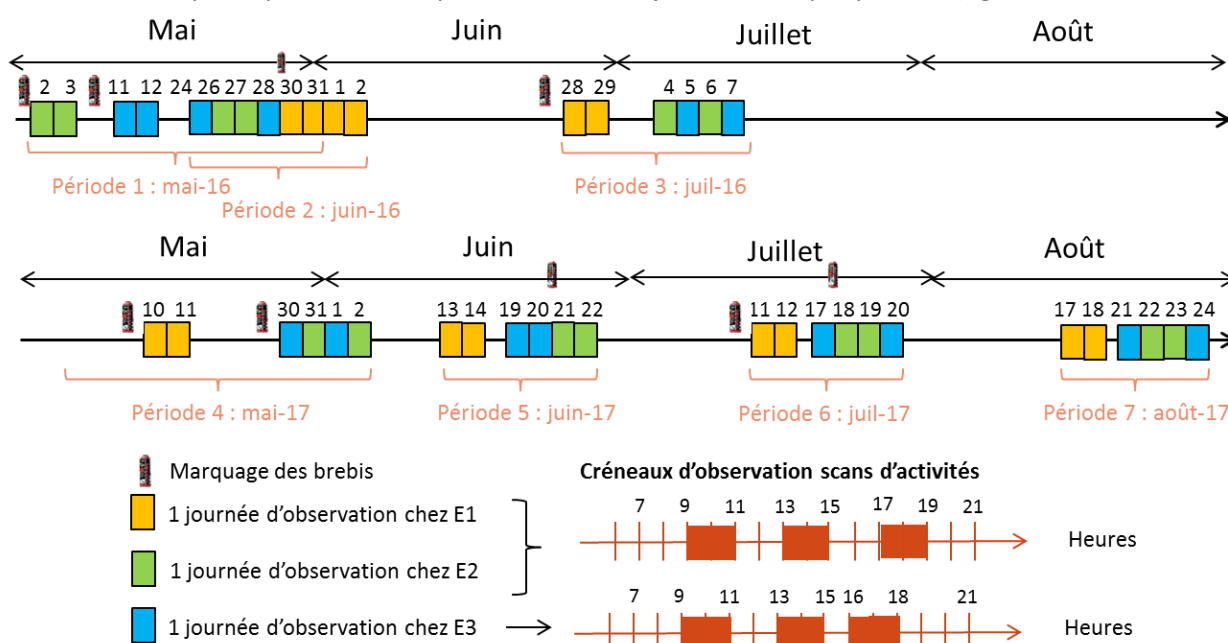 Mai Juin Juillet Août
2 3 11 12 24 26 27 28 30 31 1 2 28 29 4 5 6 7
Période 1 : mai-16
Période 2 : juin-16
Période 3 : juil-16
Mai Juin Juillet Août
10 11 30 31 1 2 13 14 19 20 21 22 11 12 17 18 19 20 17 18 21 22 23 24
Période 4 : mai-17 Période 5 : juin-17 Période 6 : juil-17 Période 7 : août-17
Marquage des brebis
Créneaux d'observation scans d'activités
1 journée d'observation chez E1
7 9 11 13 15 17 19 21
Heures
1 journée d'observation chez E2
1 journée d'observation chez E3
7 9 11 13 15 16 18 21
Heures